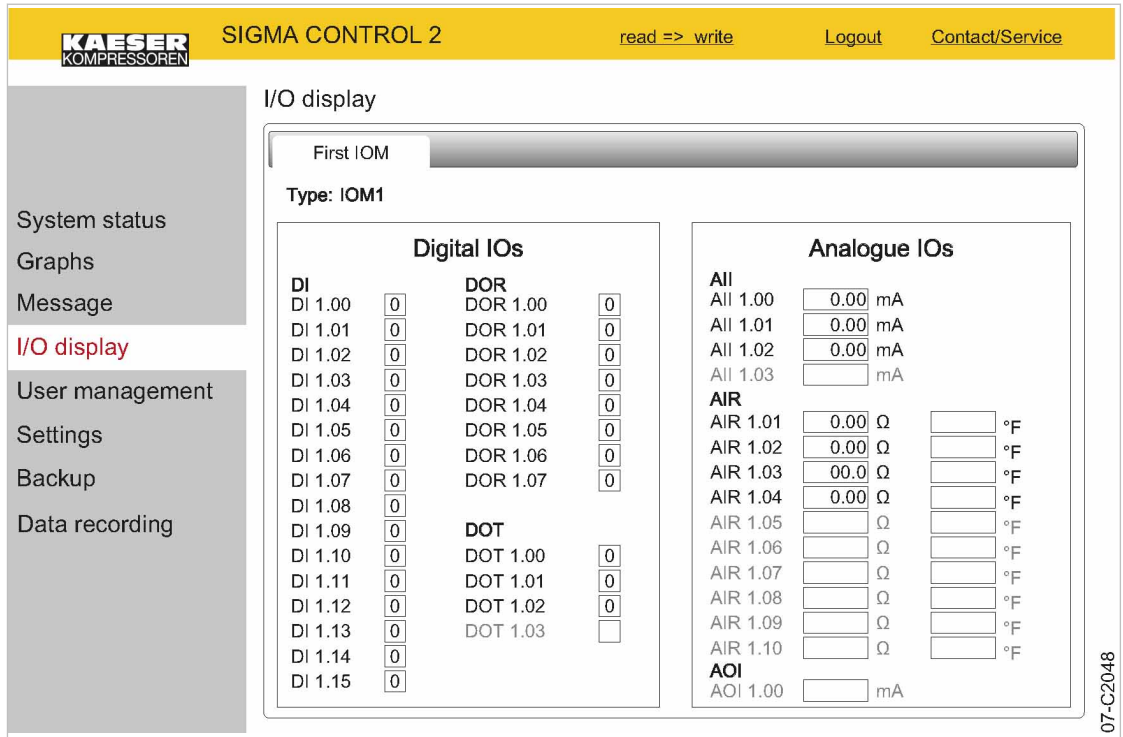 KAESER
KOMPRESSOREN
SIGMA CONTROL 2
read => write
Logout
Contact/Service
System status
Graphs
Message
I/O display
User management
Settings
Backup
Data recording
I/O display
First IOM
Type: IOM1
Digital IOs
DI
DI 1.00 0
DI 1.01 0
DI 1.02 0
DI 1.03 0
DI 1.04 0
DI 1.05 0
DI 1.06 0
DI 1.07 0
DI 1.08 0
DI 1.09 0
DI 1.10 0
DI 1.11 0
DI 1.12 0
DI 1.13 0
DI 1.14 0
DI 1.15 0
DOR
DOR 1.00 0
DOR 1.01 0
DOR 1.02 0
DOR 1.03 0
DOR 1.04 0
DOR 1.05 0
DOR 1.06 0
DOR 1.07 0
DOT
DOT 1.00 0
DOT 1.01 0
DOT 1.02 0
DOT 1.03
Analogue IOs
AII
AII 1.00 0.00 mA
AII 1.01 0.00 mA
AII 1.02 0.00 mA
AII 1.03 mA
AIR
AIR 1.01 0.00 Ω °F
AIR 1.02 0.00 Ω °F
AIR 1.03 00.0 Ω °F
AIR 1.04 0.00 Ω °F
AIR 1.05 Ω °F
AIR 1.06 Ω °F
AIR 1.07 Ω °F
AIR 1.08 Ω °F
AIR 1.09 Ω °F
AIR 1.10 Ω °F
AOI
AOI 1.00 mA
07-C2048